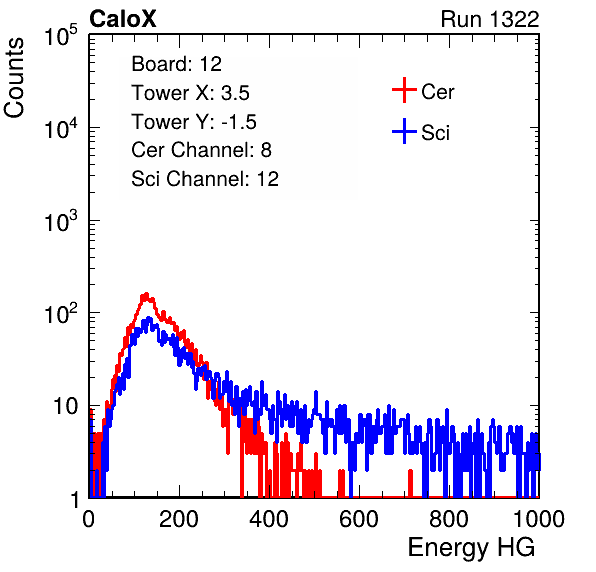 CaloX Run 1322
Counts
10^5
10^4
10^3
10^2
10
1
Board: 12
Tower X: 3.5
Tower Y: -1.5
Cer Channel: 8
Sci Channel: 12
Cer
Sci
0 200 400 600 800 1000
Energy HG